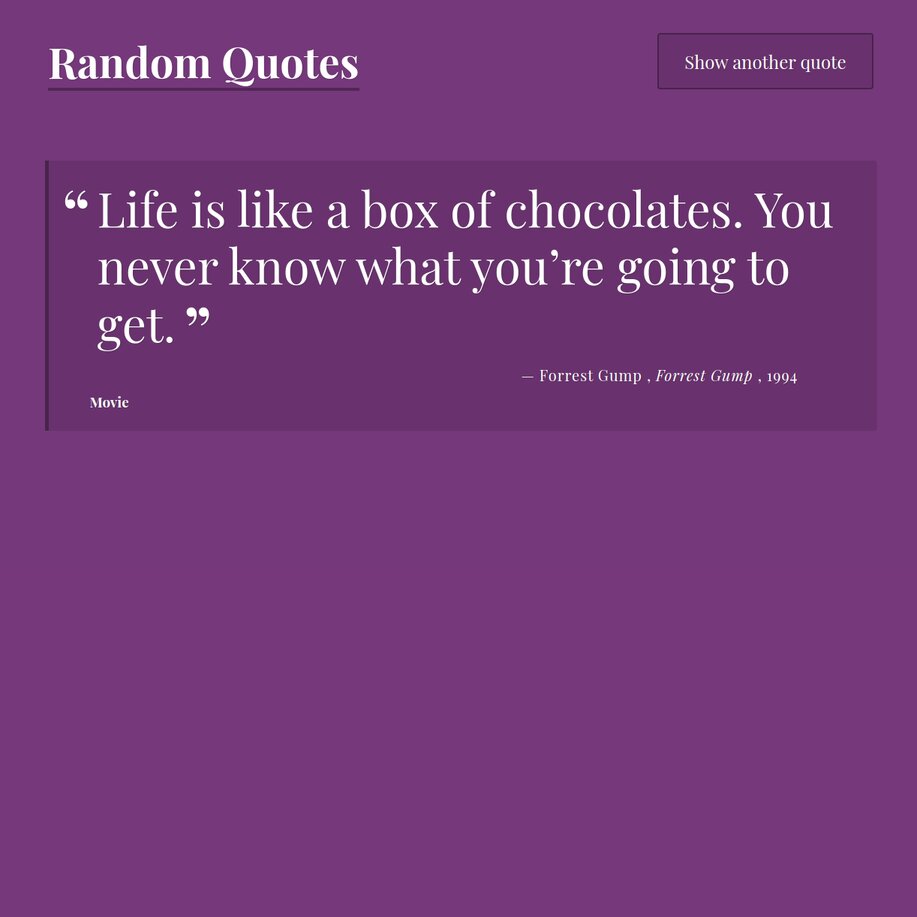 Random Quotes
Show another quote
“ Life is like a box of chocolates. You
never know what you’re going to
get. ”
— Forrest Gump , Forrest Gump , 1994
Movie